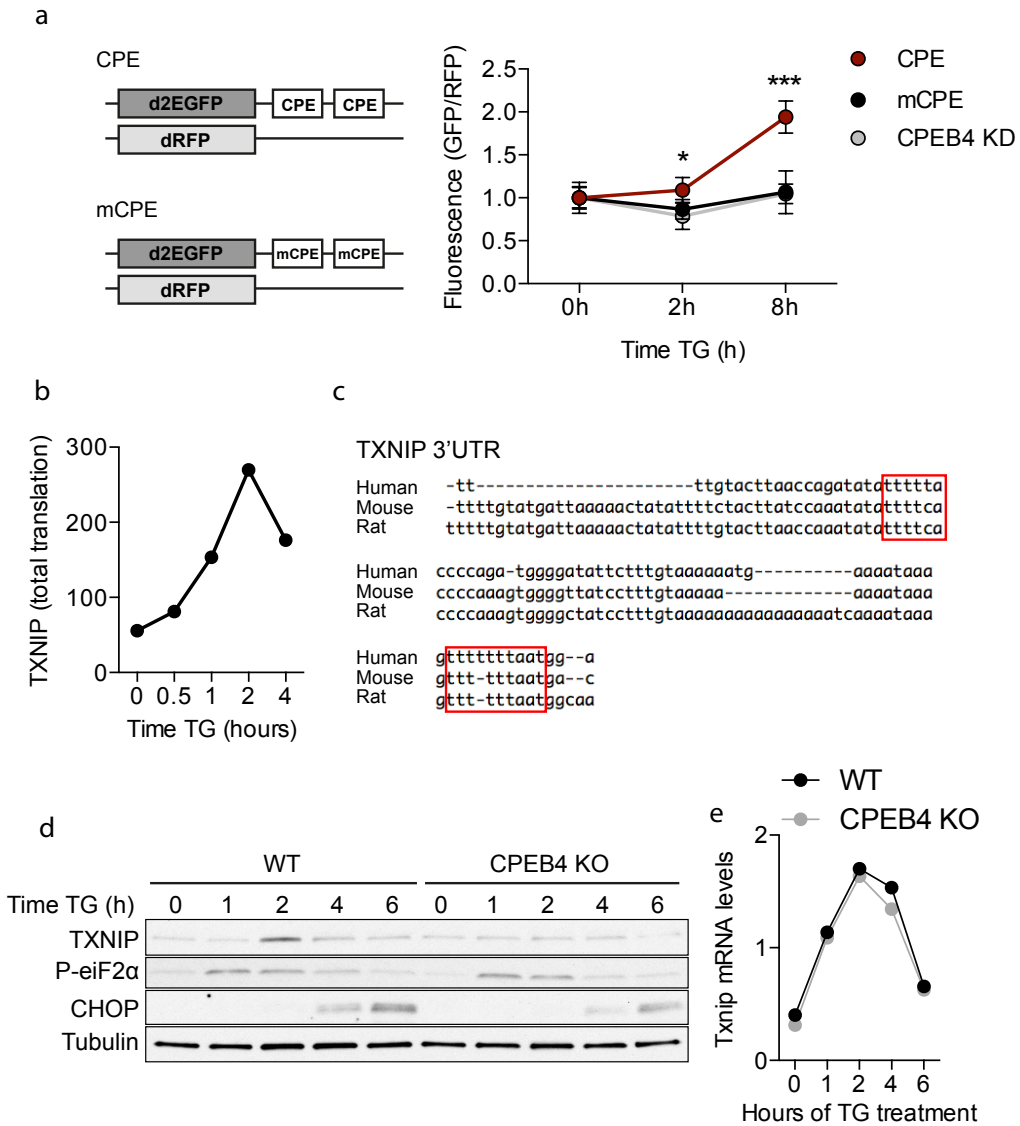 a
CPE
d2EGFP CPE CPE
dRFP
mCPE
d2EGFP mCPE mCPE
dRFP
Fluorescence (GFP/RFP)
2.5
2.0
1.5
1.0
0.5
0.0
* ***
0h 2h 8h
Time TG (h)
CPE
mCPE
CPEB4 KD
b
TXNIP (total translation)
300
200
100
0
0 0.5 1 2 4
Time TG (hours)
c
TXNIP 3'UTR
Human -tt----------------------ttgtacttaaccagatatatttttta
Mouse -ttttgtatgattaaaaactatattttctacttatccaaatatattttca
Rat tttttgtatgattaaaaactatattttgtacttaaccaaatatattttca
Human ccccaga-tggggatattctttgtaaaaaatg----------aaaataaa
Mouse ccccaaagtggggttatcctttgtaaaaa-------------aaaataaa
Rat ccccaaagtggggctatcctttgtaaaaaaaaaaaaaaaatcaaaataaa
Human gtttttttaatgg--a
Mouse gttt-tttaatga--c
Rat gttt-tttaatggcaa
d
WT CPEB4 KO
Time TG (h) 0 1 2 4 6 0 1 2 4 6
TXNIP
P-eiF2α
CHOP
Tubulin
e
WT
CPEB4 KO
Txnip mRNA levels
2
1
0
0 1 2 4 6
Hours of TG treatment